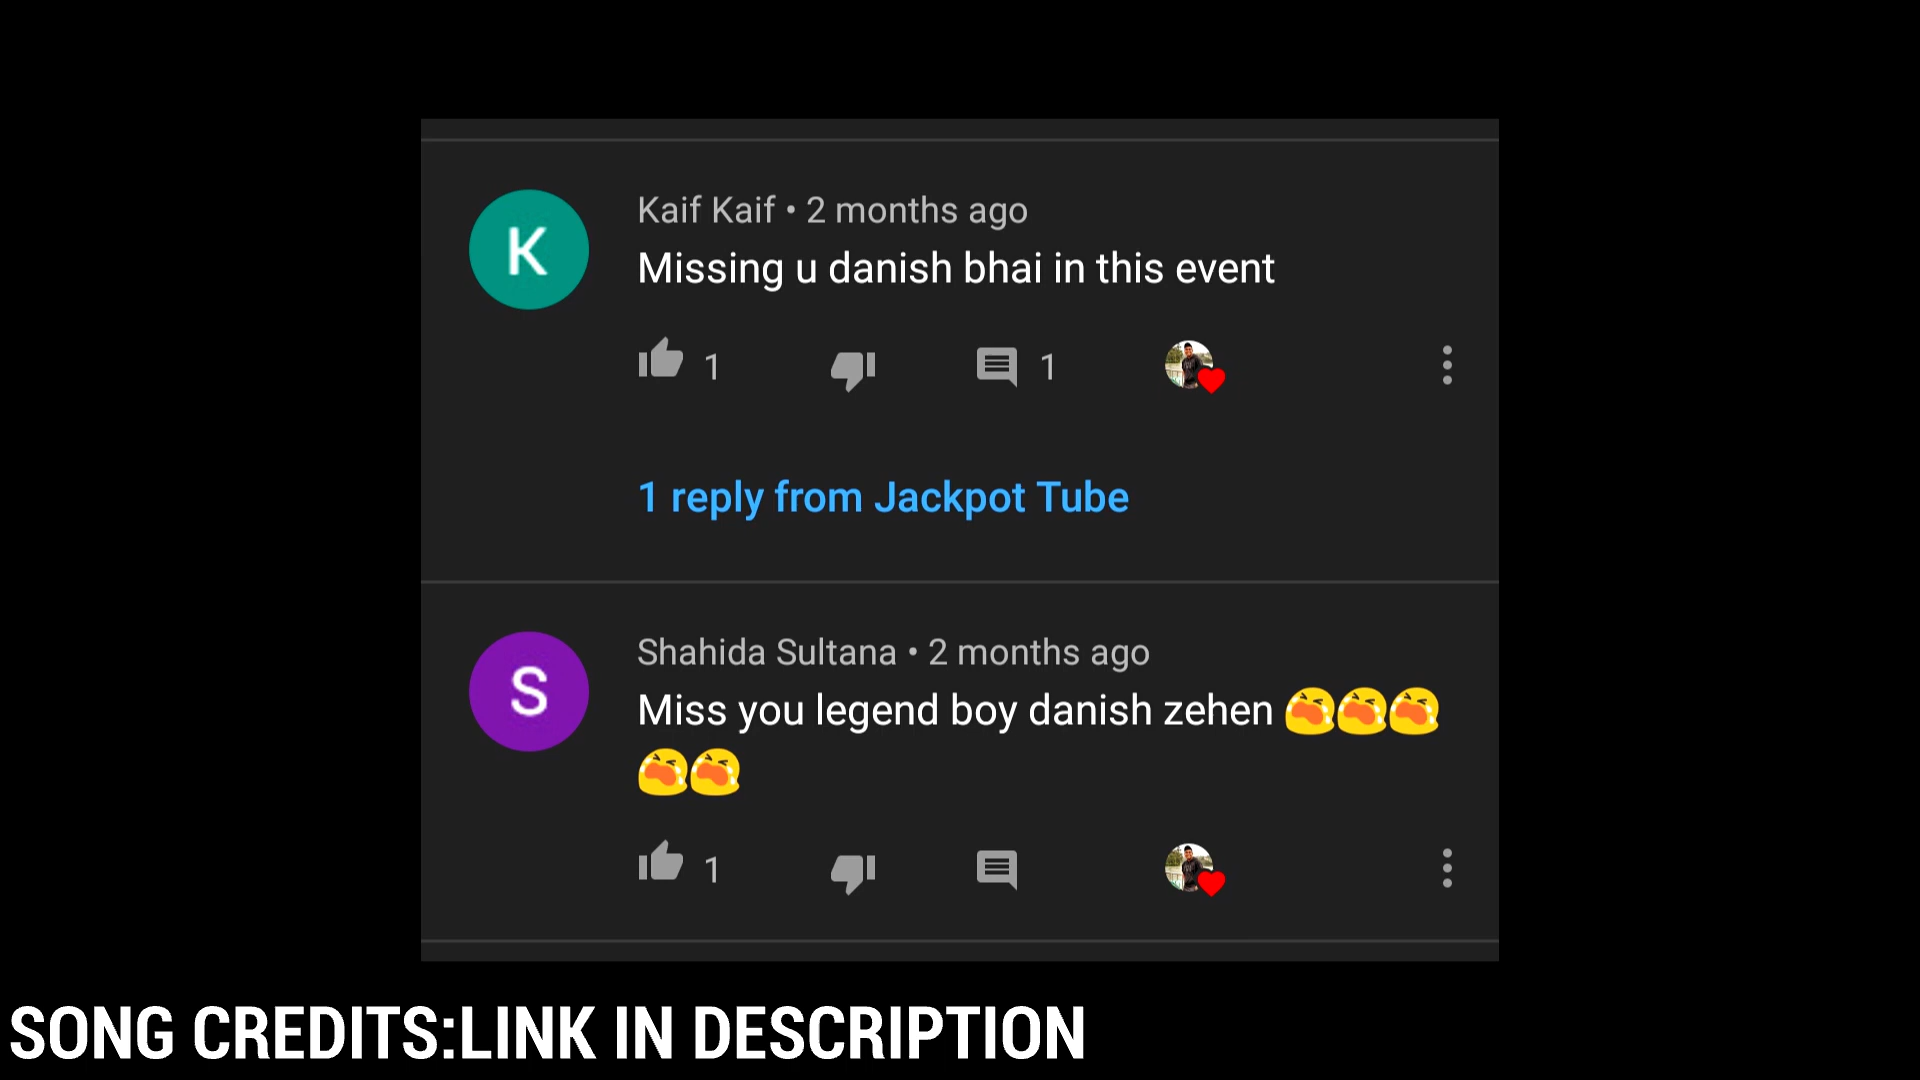 K
Kaif Kaif • 2 months ago
Missing u danish bhai in this event
1 1
1 reply from Jackpot Tube
S
Shahida Sultana • 2 months ago
Miss you legend boy danish zehen 😭😭😭
😭😭
1
SONG CREDITS:LINK IN DESCRIPTION